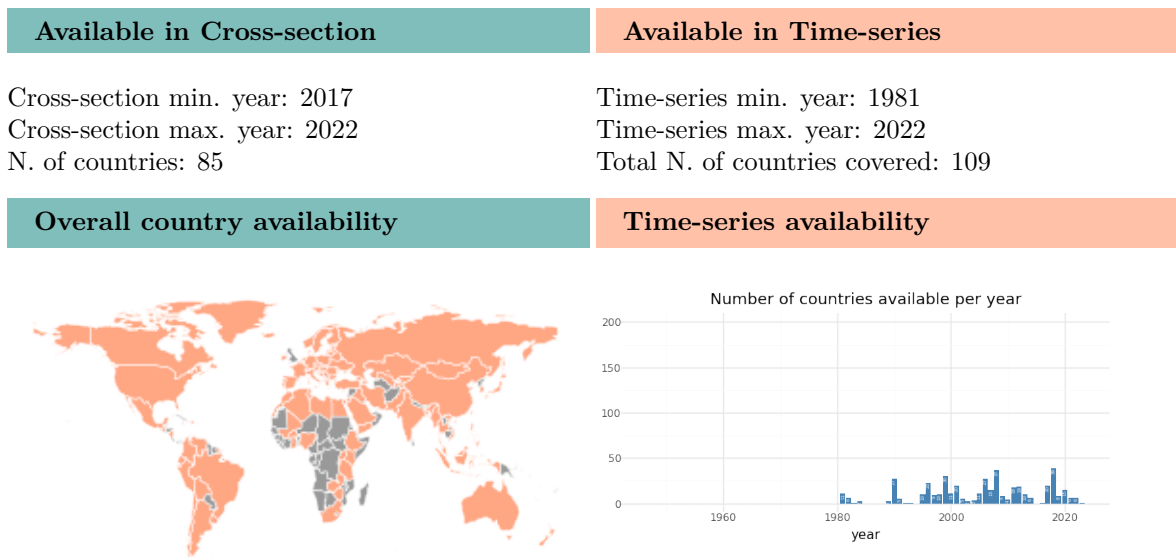 Available in Cross-section
Available in Time-series
Cross-section min. year: 2017
Cross-section max. year: 2022
N. of countries: 85
Time-series min. year: 1981
Time-series max. year: 2022
Total N. of countries covered: 109
Overall country availability
Time-series availability
Number of countries available per year
200
150
100
50
0
1960 1980 2000 2020
year